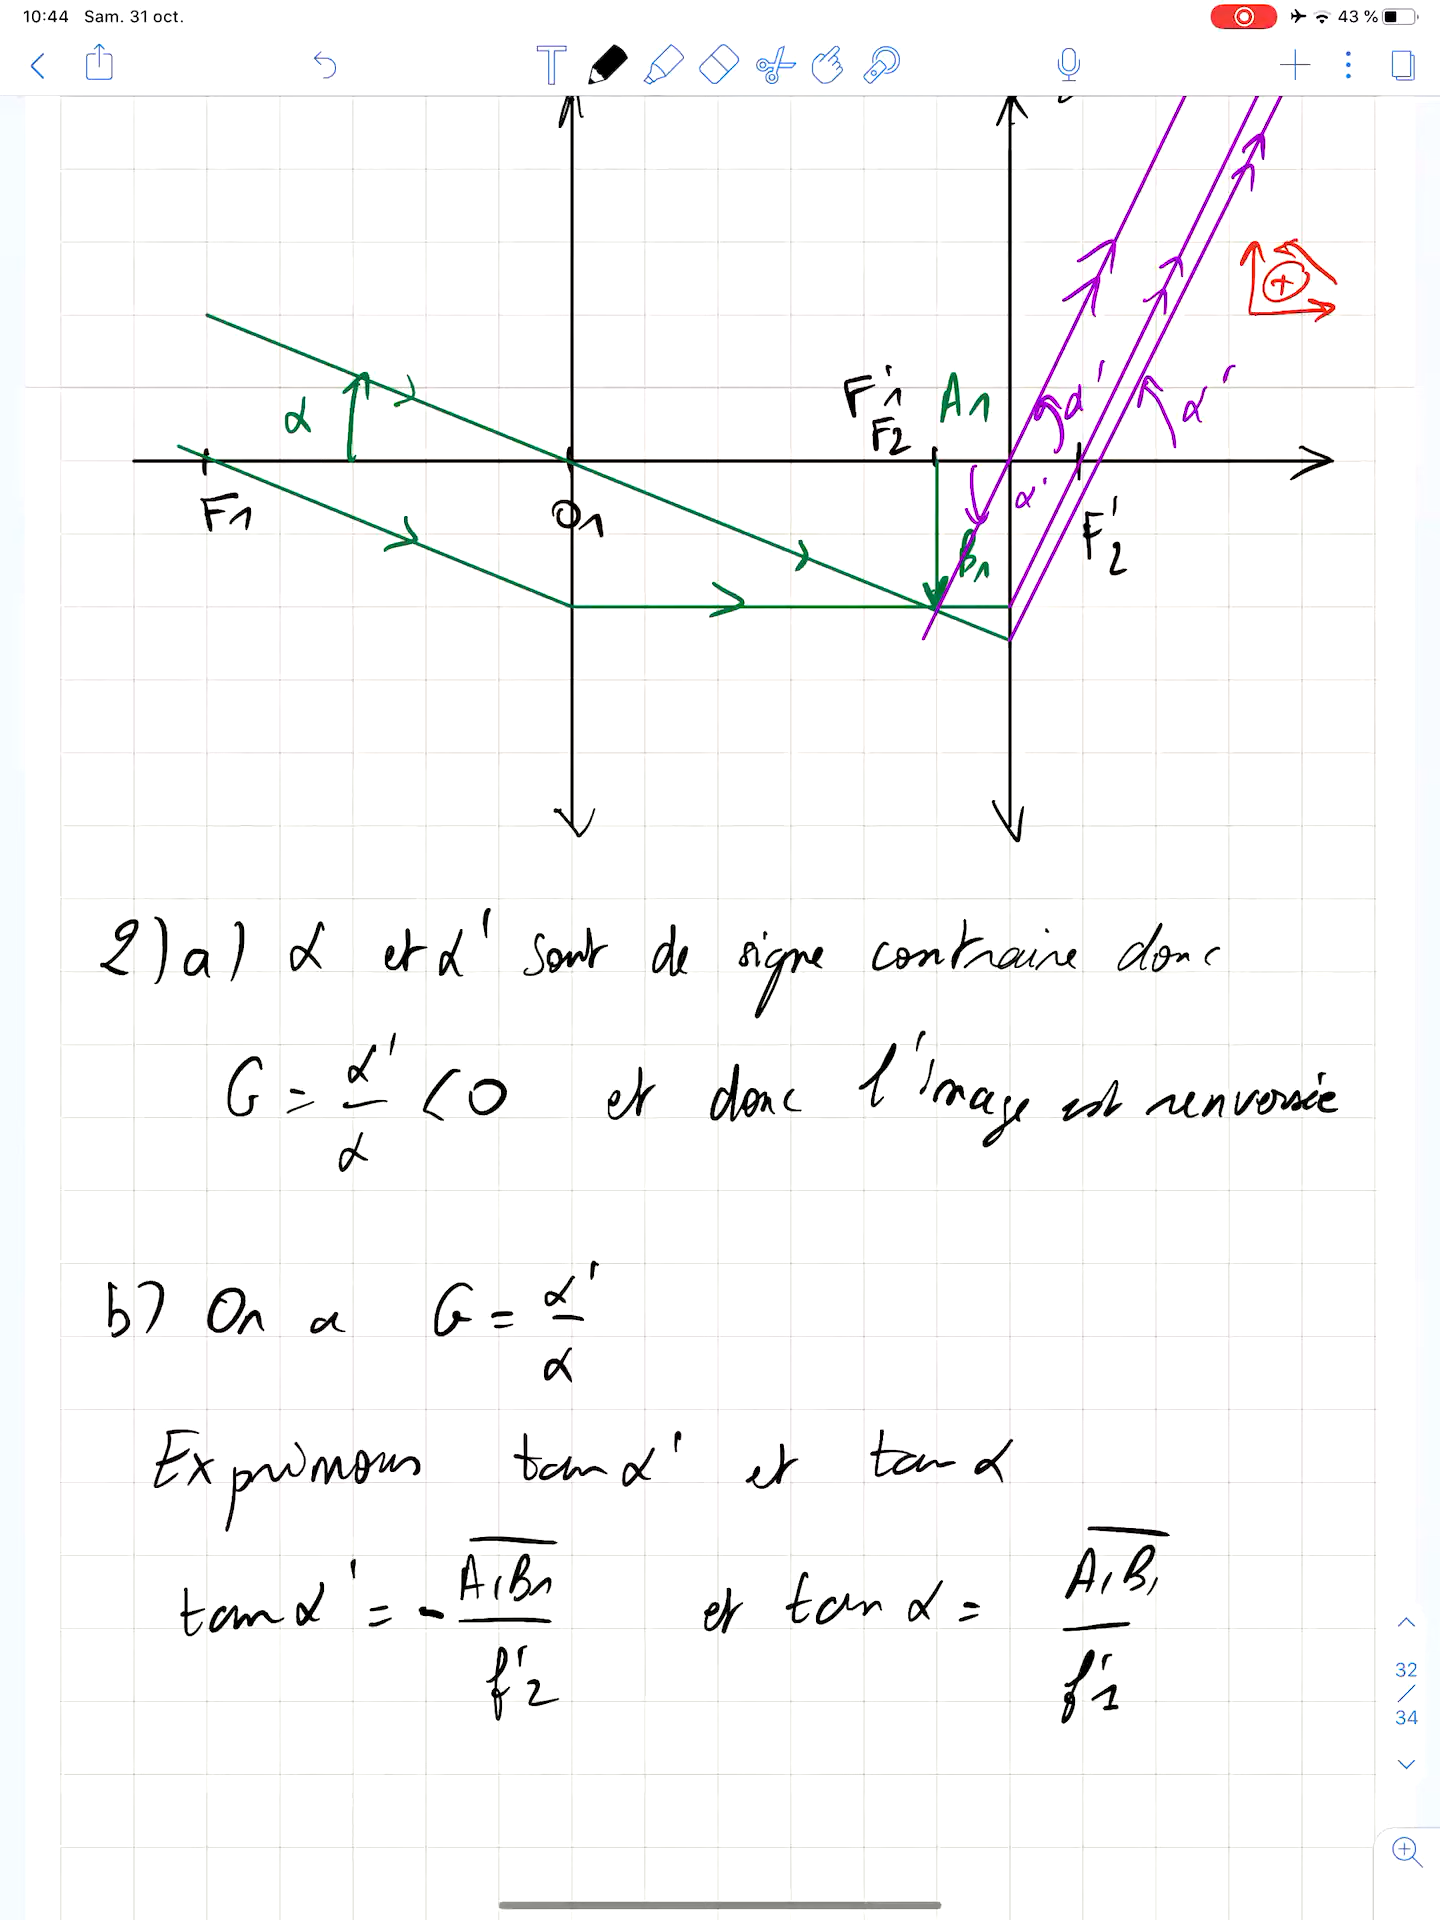 10:44 Sam. 31 oct. 43 %
T
+
α' α'
α F'1 A1
F2
F1 O1 α' F'2
B1
2) a) α et α' sont de signe contraire donc
G = α'/α < 0 et donc l'image est renversée
b) On a G = α'/α
Exprimons tan α' et tan α
tan α' = - A1B1/f'2 et tan α = A1B1/f'1
32
/
34